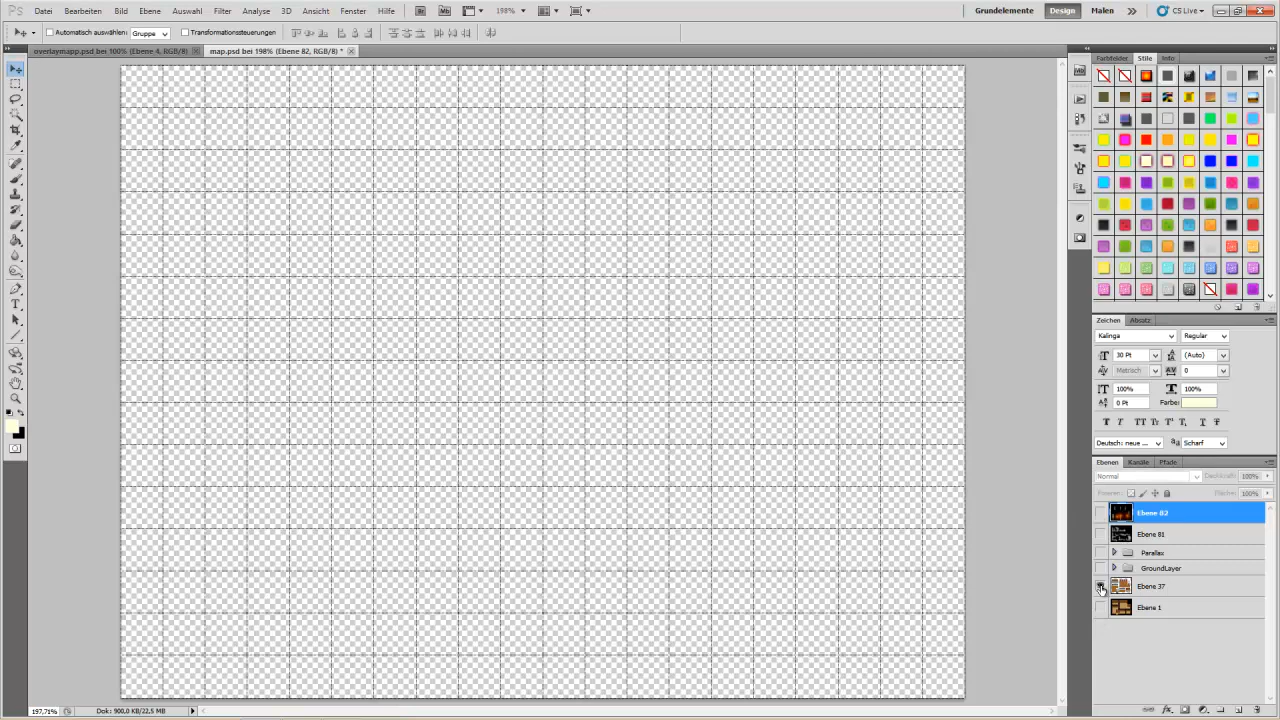 Ps Datei Bearbeiten Bild Ebene Auswahl Filter Analyse 3D Ansicht Fenster Hilfe Br Mb 198% Grundelemente Design Malen CS Live
Automatisch auswählen: Gruppe Transformationssteuerungen
overlaymapp.psd bei 100% (Ebene 4, RGB/8) map.psd bei 198% (Ebene 82, RGB/8) *
Farbfelder Stile Info
Zeichen Absatz
Kalinga Regular
30 Pt (Auto)
Metrisch 0
100% 100%
0 Pt Farbe:
Deutsch: neue ... Scharf
Ebenen Kanäle Pfade
Normal Deckkraft: 100%
Fixieren: Fläche: 100%
Ebene 82
Ebene 81
Parallax
GroundLayer
Ebene 37
Ebene 1
197,71% Dok: 900,0 KB/22,5 MB